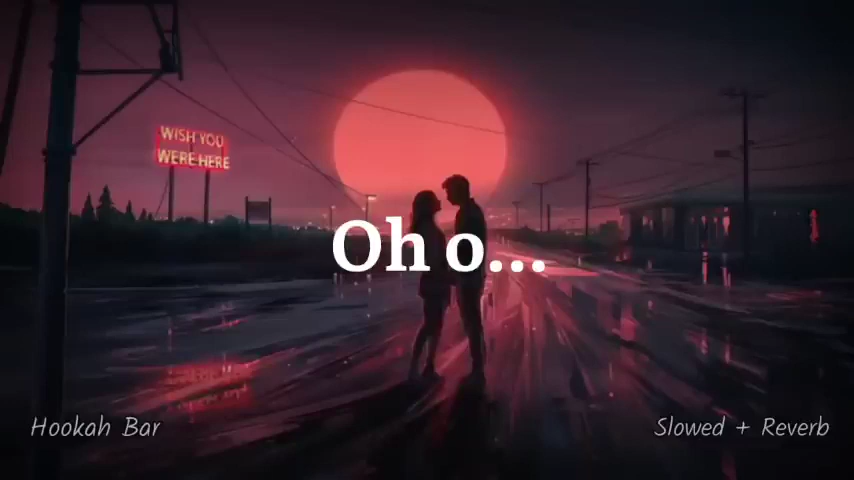 WISH YOU
WERE HERE
Oh o...
Hookah Bar
Slowed + Reverb